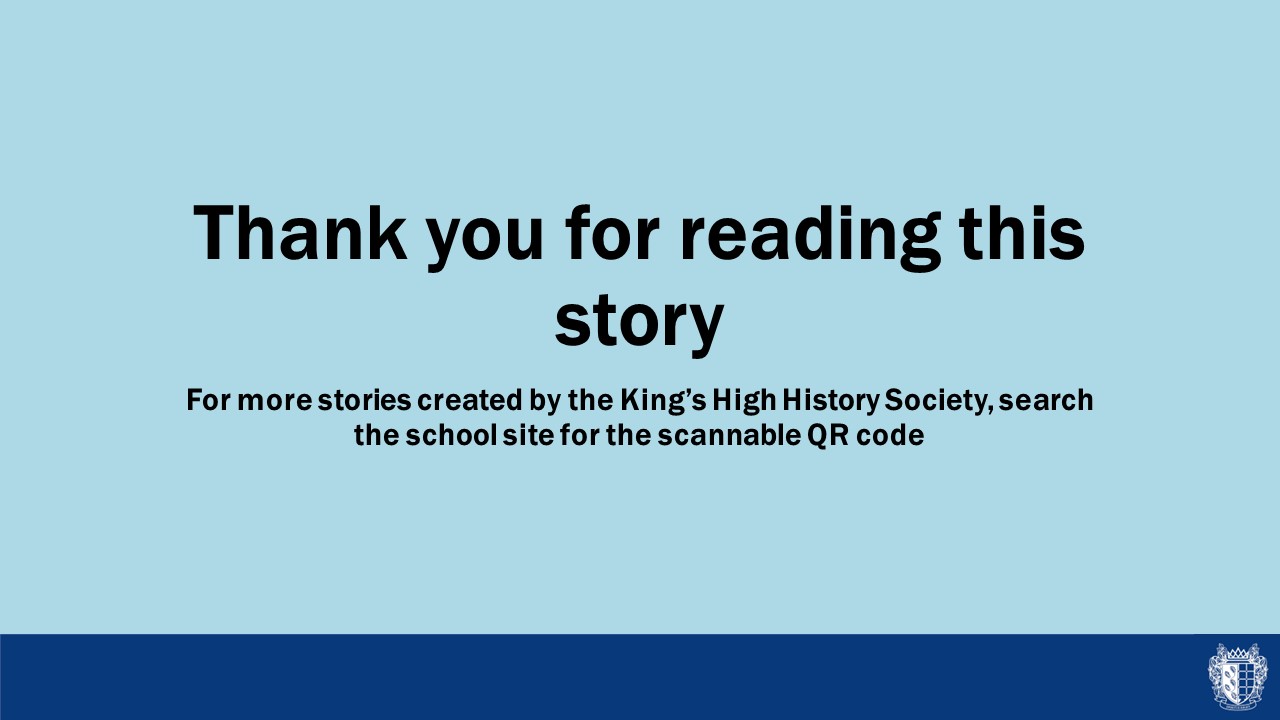 Thank you for reading this
story
For more stories created by the King’s High History Society, search
the school site for the scannable QR code